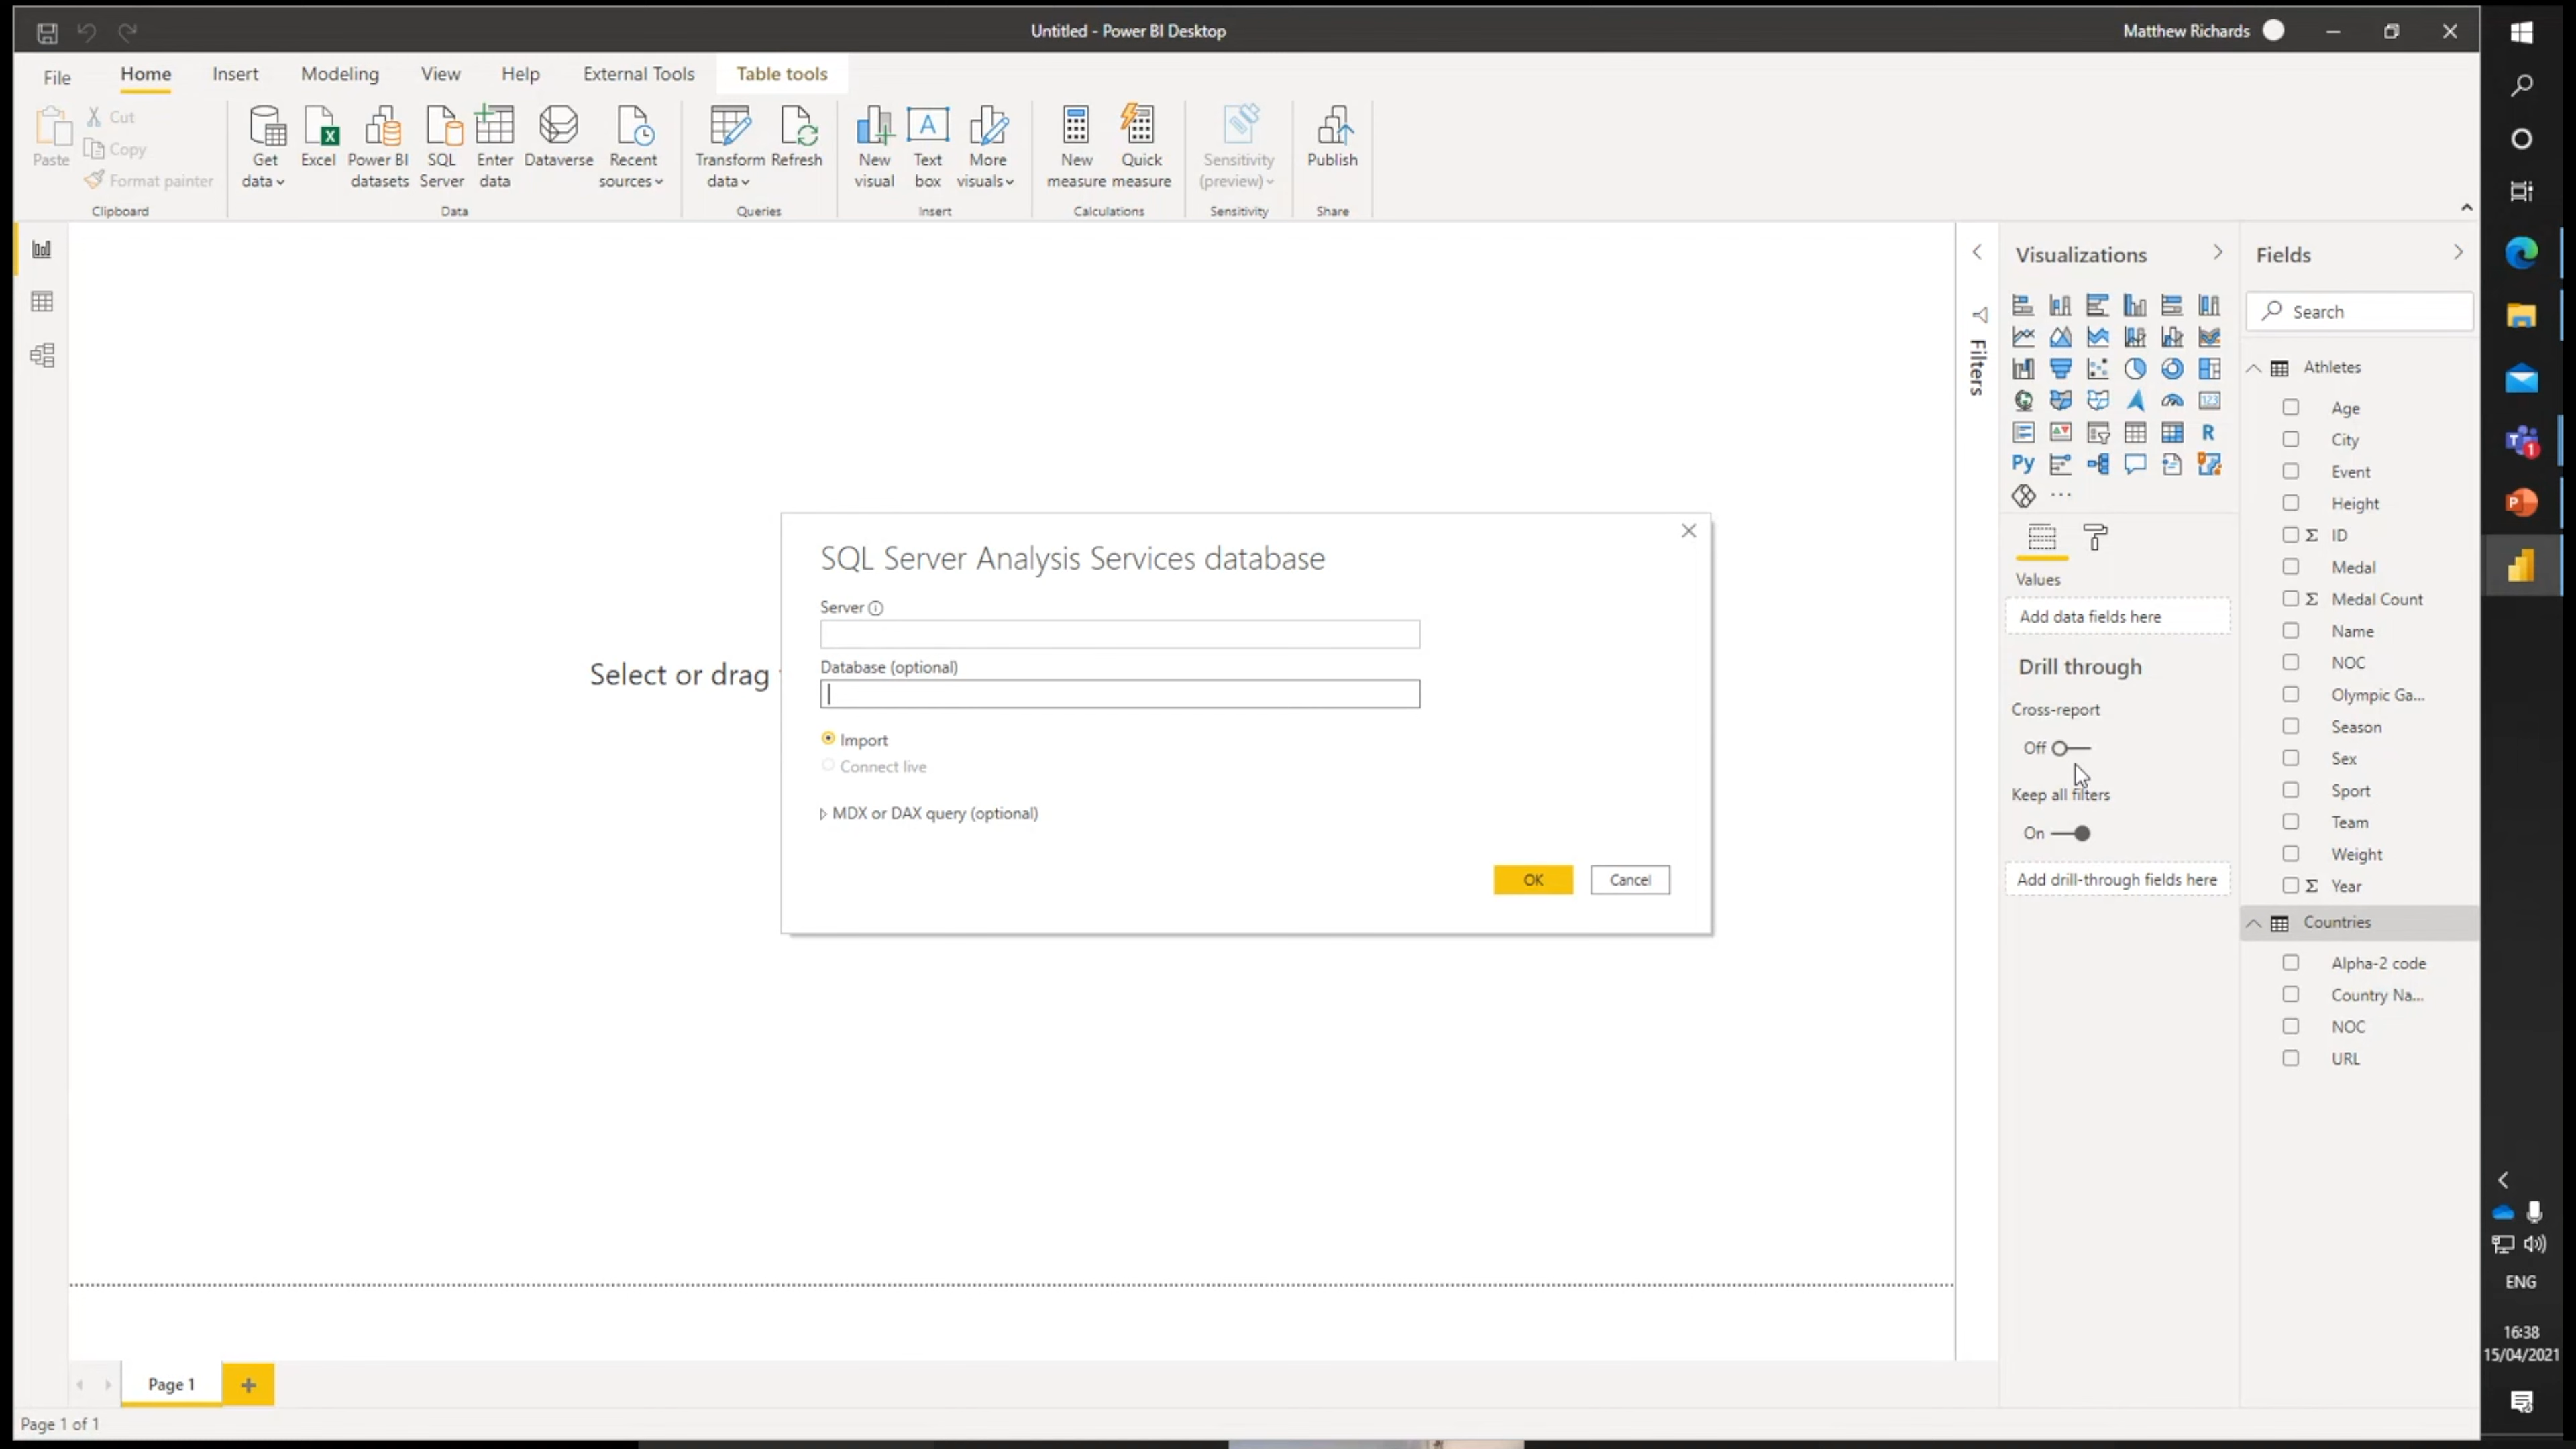 Untitled - Power BI Desktop
Matthew Richards
File
Home
Insert
Modeling
View
Help
External Tools
Table tools
Paste
Cut
Copy
Format painter
Clipboard
Get data
Excel
Power BI datasets
SQL Server
Enter data
Dataverse
Recent sources
Data
Transform data
Refresh
Queries
New visual
Text box
More visuals
Insert
New measure
Quick measure
Calculations
Sensitivity (preview)
Sensitivity
Publish
Share
Select or drag
SQL Server Analysis Services database
Server
Database (optional)
Import
Connect live
MDX or DAX query (optional)
OK
Cancel
Filters
Visualizations
R
Py
123
Values
Add data fields here
Drill through
Cross-report
Off
Keep all filters
On
Add drill-through fields here
Fields
Search
Athletes
Age
City
Event
Height
Σ ID
Medal
Σ Medal Count
Name
NOC
Olympic Ga...
Season
Sex
Sport
Team
Weight
Σ Year
Countries
Alpha-2 code
Country Na...
NOC
URL
Page 1
Page 1 of 1
ENG
16:38
15/04/2021